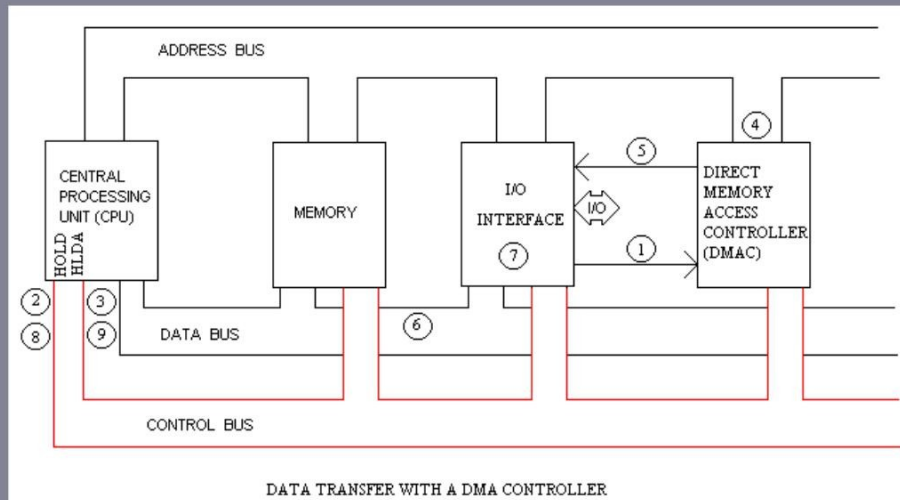 ADDRESS BUS
4
5
CENTRAL
PROCESSING
UNIT (CPU)
HOLD
HLDA
MEMORY
I/O
INTERFACE
7
I/O
1
DIRECT
MEMORY
ACCESS
CONTROLLER
(DMAC)
2
3
8
9
6
DATA BUS
CONTROL BUS
DATA TRANSFER WITH A DMA CONTROLLER